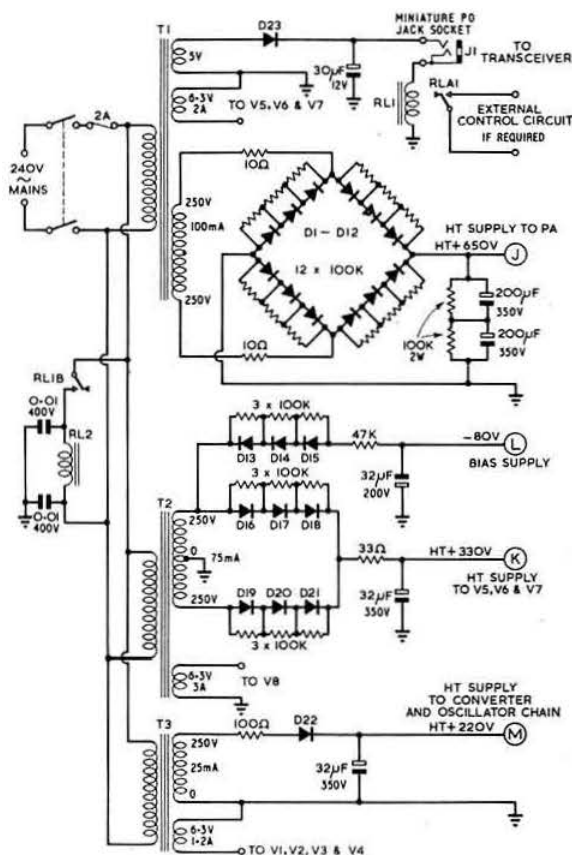 T1
D23
MINIATURE PO
JACK SOCKET
J1
TO
TRANSCEIVER
5V
30µF
12V
RL1
RLA1
EXTERNAL
CONTROL CIRCUIT
IF REQUIRED
6·3V
2A
TO V5, V6 & V7
2A
240V
~
MAINS
10Ω
250V
100mA
250V
D1 – D12
12 x 100K
HT SUPPLY TO PA
HT+650V
J
200µF
350V
100K
2W
200µF
350V
10Ω
RL1B
0·01
400V
RL2
0·01
400V
3 x 100K
D13
D14
D15
47K
-80V
L
BIAS SUPPLY
3 x 100K
32µF
200V
T2
250V
D16
D17
D18
0
75mA
33Ω
HT+330V
K
HT SUPPLY
TO V5, V6 & V7
250V
D19
D20
D21
32µF
350V
3 x 100K
6·3V
3A
TO V8
T3
250V
25mA
0
100Ω
D22
HT SUPPLY
TO CONVERTER
AND OSCILLATOR CHAIN
HT+220V
M
32µF
350V
6·3V
1·2A
TO V1, V2, V3 & V4